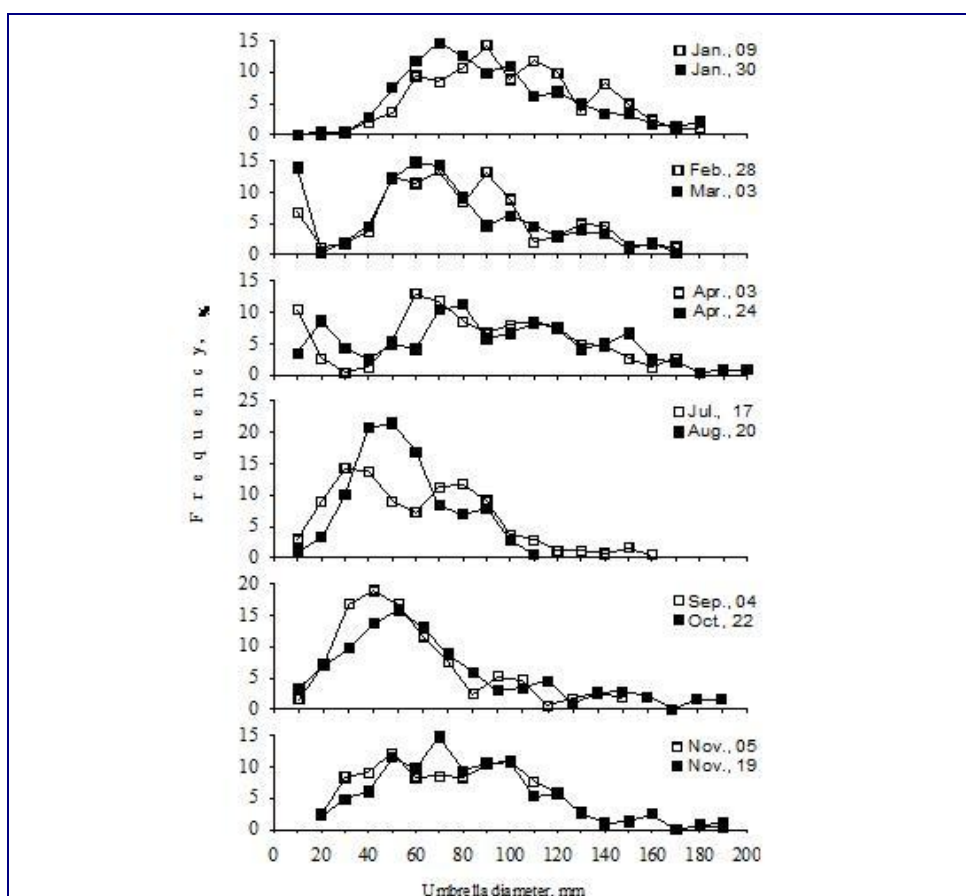 15
10
5
0
Jan., 09
Jan., 30
15
10
5
0
Feb., 28
Mar., 03
15
10
5
0
Apr., 03
Apr., 24
Frequency, %
25
20
15
10
5
0
Jul., 17
Aug., 20
20
15
10
5
0
Sep., 04
Oct., 22
15
10
5
0
Nov., 05
Nov., 19
0 20 40 60 80 100 120 140 160 180 200
Umbrella diameter, mm